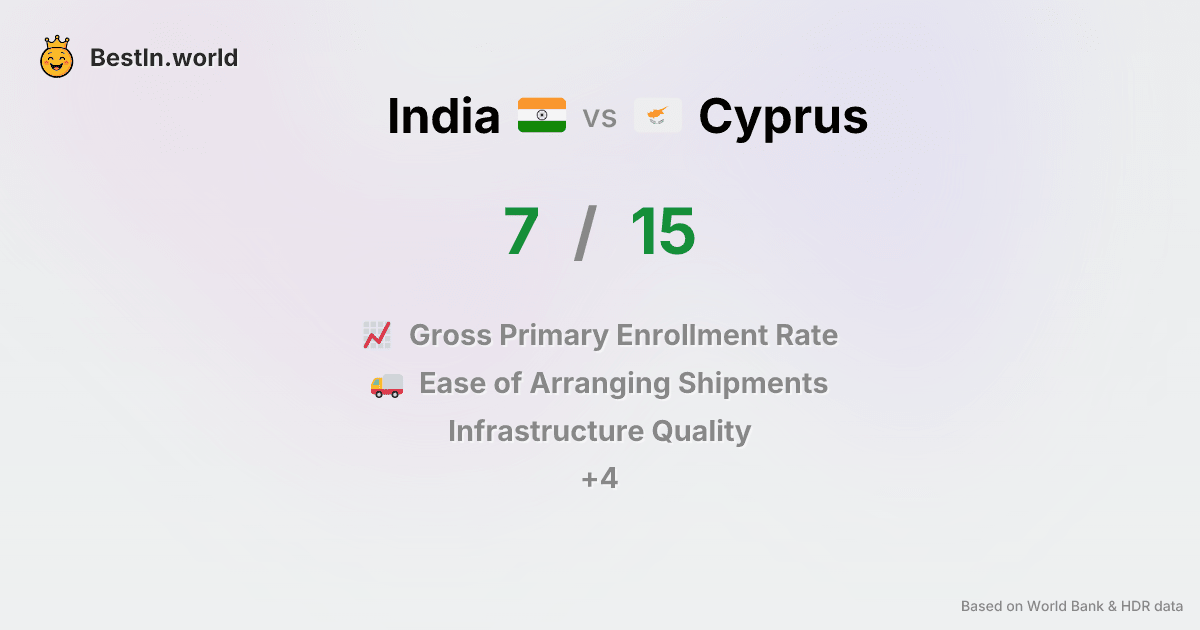 BestIn.world
India vs Cyprus
7 / 15
Gross Primary Enrollment Rate
Ease of Arranging Shipments
Infrastructure Quality
+4
Based on World Bank & HDR data